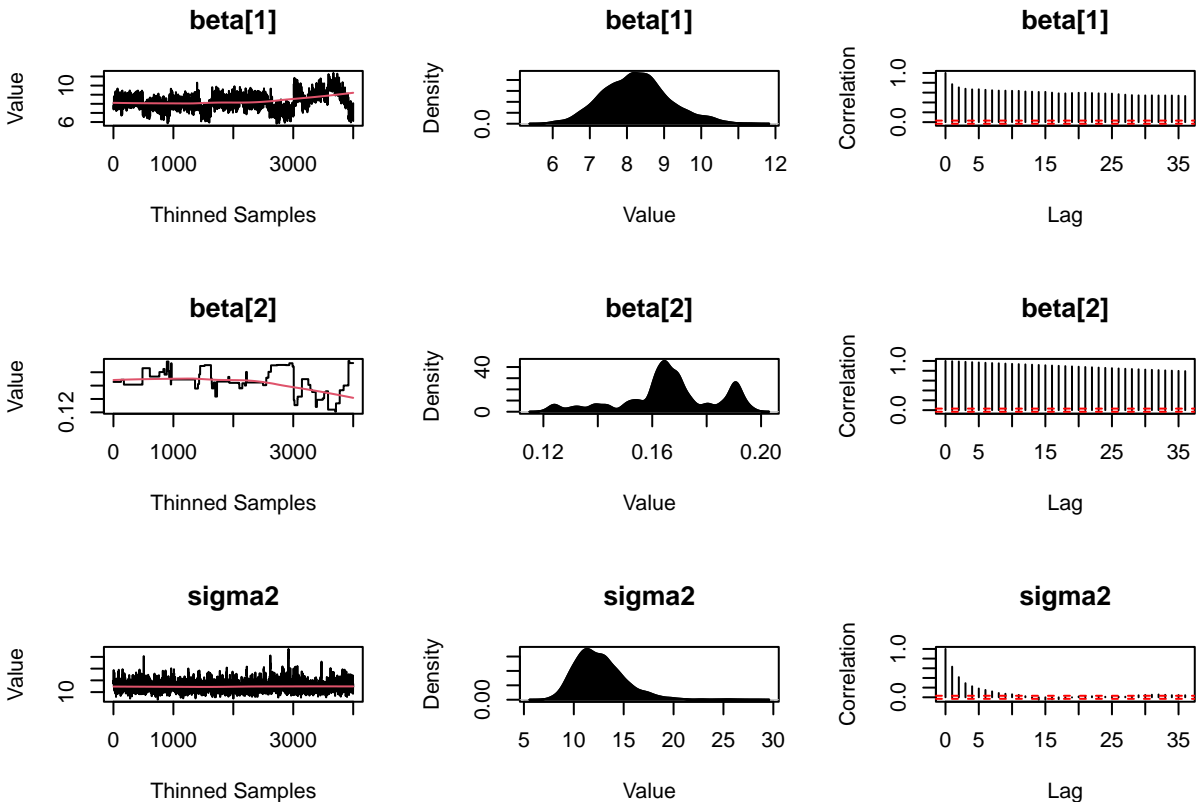 beta[1] beta[1] beta[1]
Value 6 10 Density 0.0 Correlation 0.0 1.0
0 1000 3000 6 7 8 9 10 12 0 5 15 25 35
Thinned Samples Value Lag
beta[2] beta[2] beta[2]
Value 0.12 Density 0 40 Correlation 0.0 1.0
0 1000 3000 0.12 0.16 0.20 0 5 15 25 35
Thinned Samples Value Lag
sigma2 sigma2 sigma2
Value 10 Density 0.00 Correlation 0.0 1.0
0 1000 3000 5 10 15 20 25 30 0 5 15 25 35
Thinned Samples Value Lag